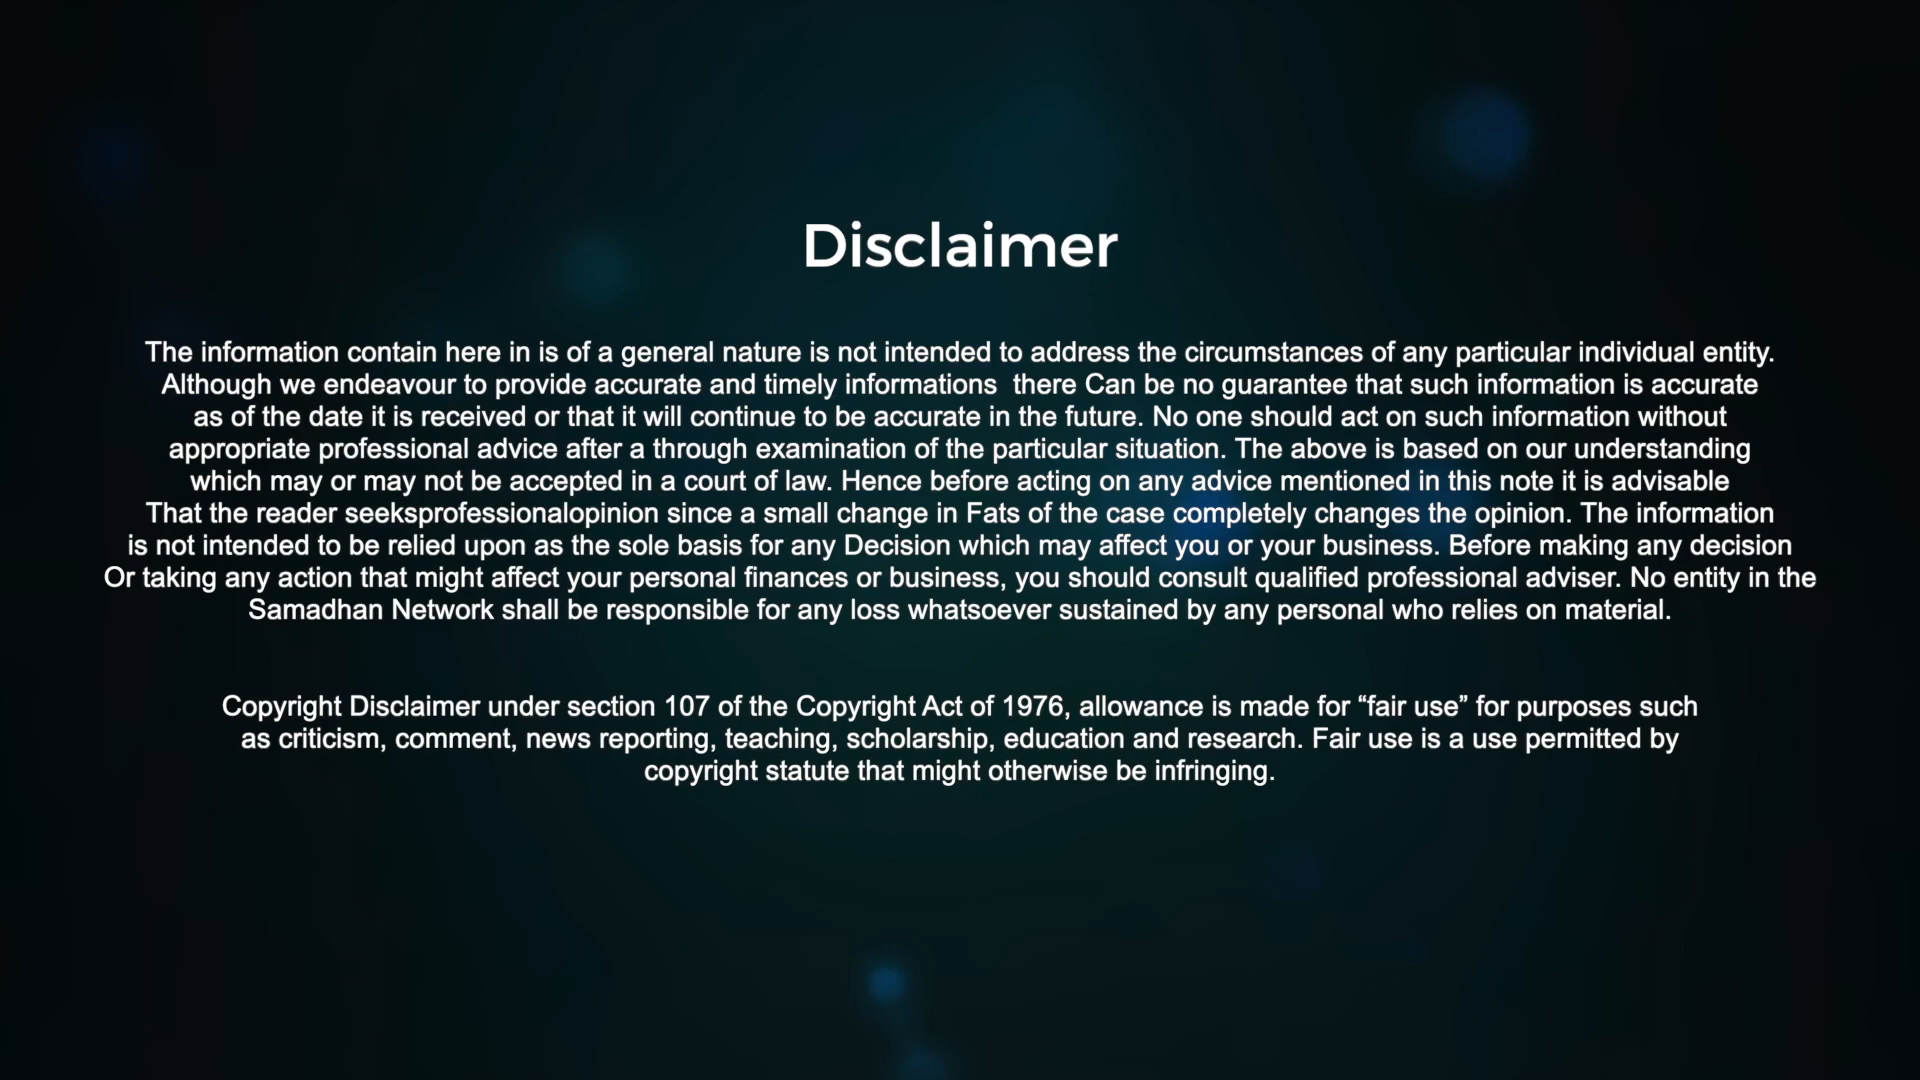 Disclaimer
The information contain here in is of a general nature is not intended to address the circumstances of any particular individual entity.
Although we endeavour to provide accurate and timely informations  there Can be no guarantee that such information is accurate
as of the date it is received or that it will continue to be accurate in the future. No one should act on such information without
appropriate professional advice after a through examination of the particular situation. The above is based on our understanding
which may or may not be accepted in a court of law. Hence before acting on any advice mentioned in this note it is advisable
That the reader seeksprofessionalopinion since a small change in Fats of the case completely changes the opinion. The information
is not intended to be relied upon as the sole basis for any Decision which may affect you or your business. Before making any decision
Or taking any action that might affect your personal finances or business, you should consult qualified professional adviser. No entity in the
Samadhan Network shall be responsible for any loss whatsoever sustained by any personal who relies on material.
Copyright Disclaimer under section 107 of the Copyright Act of 1976, allowance is made for “fair use” for purposes such
as criticism, comment, news reporting, teaching, scholarship, education and research. Fair use is a use permitted by
copyright statute that might otherwise be infringing.